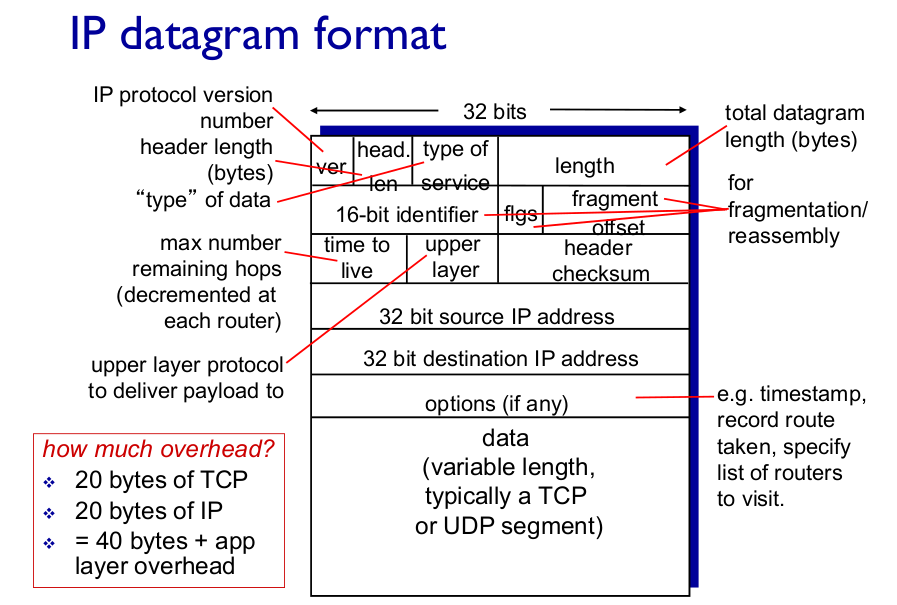 IP datagram format
IP protocol version
number
header length
(bytes)
“type” of data
max number
remaining hops
(decremented at
each router)
upper layer protocol
to deliver payload to
how much overhead?
❖ 20 bytes of TCP
❖ 20 bytes of IP
❖ = 40 bytes + app
layer overhead
32 bits
ver
head.
len
type of
service
length
16-bit identifier
flgs
fragment
offset
time to
live
upper
layer
header
checksum
32 bit source IP address
32 bit destination IP address
options (if any)
data
(variable length,
typically a TCP
or UDP segment)
total datagram
length (bytes)
for
fragmentation/
reassembly
e.g. timestamp,
record route
taken, specify
list of routers
to visit.